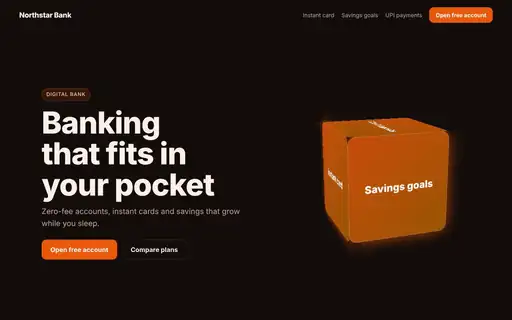 Northstar Bank
Instant card
Savings goals
UPI payments
Open free account
DIGITAL BANK
Banking
that fits in
your pocket
Zero-fee accounts, instant cards and savings that grow
while you sleep.
Open free account
Compare plans
Savings goals